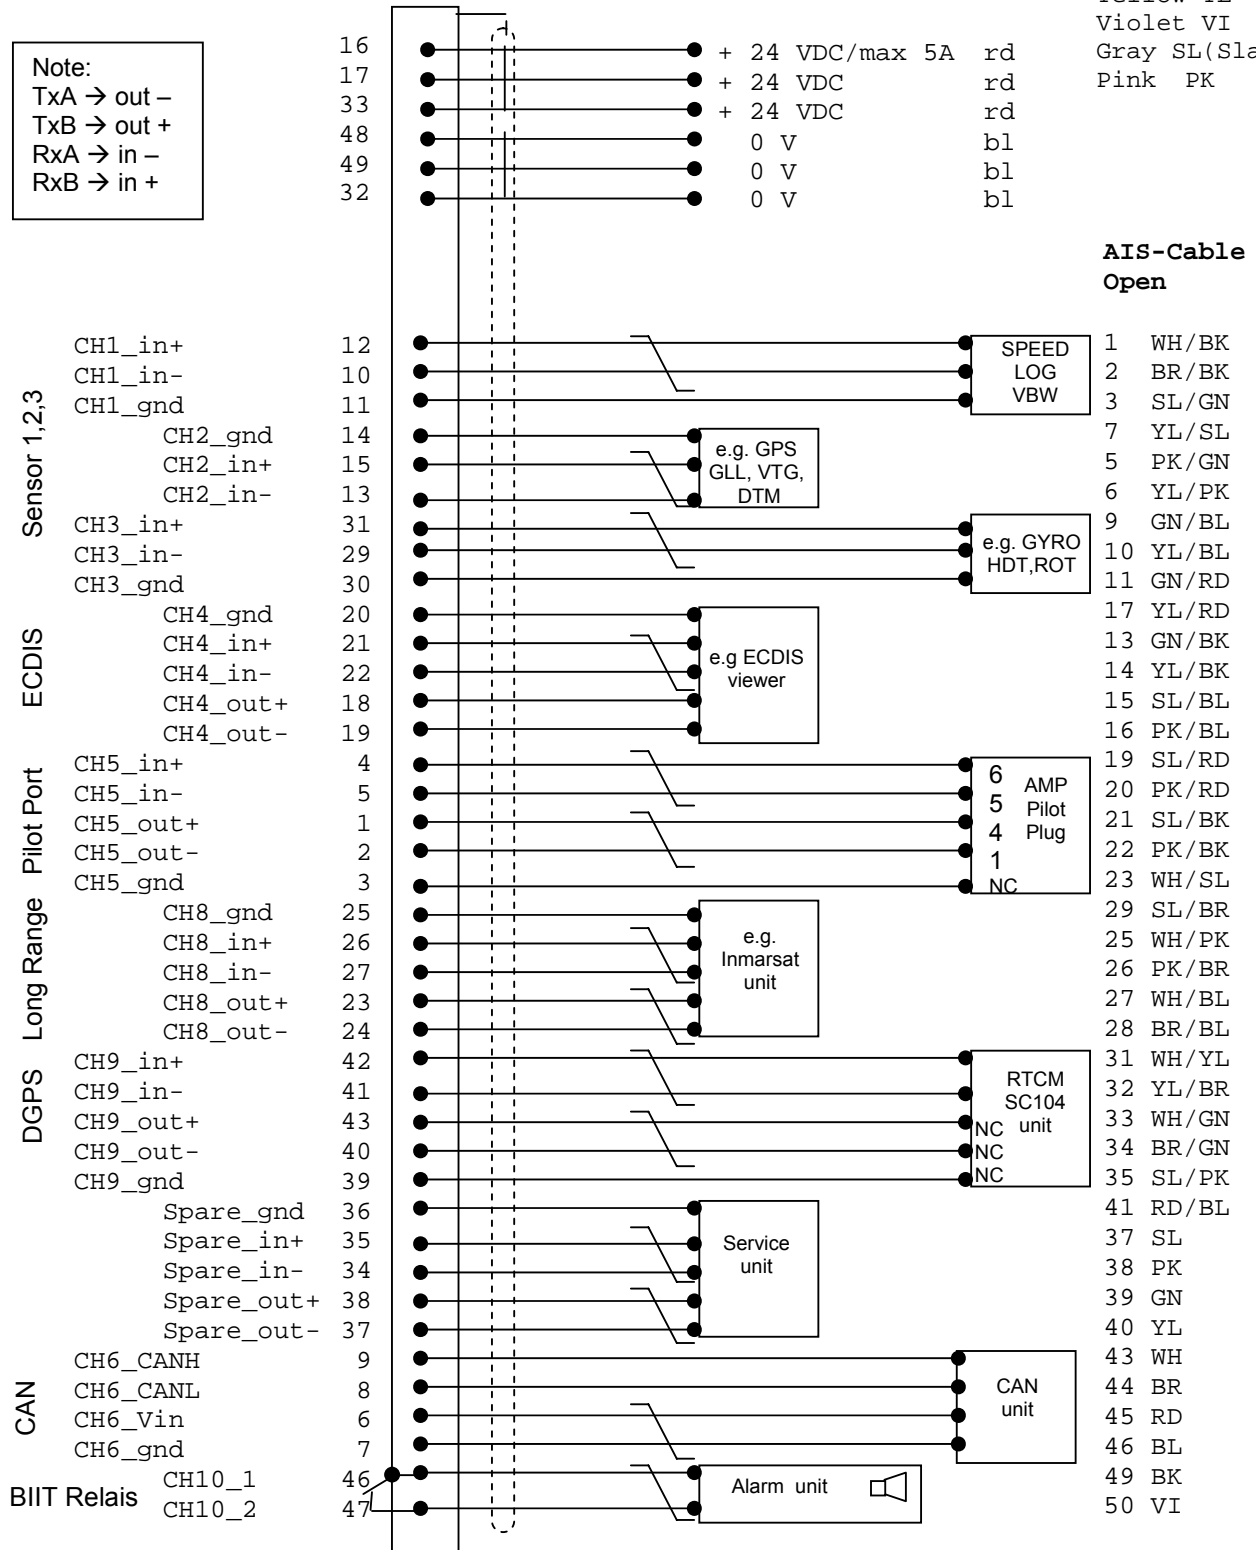 Violet VI
16 + 24 VDC/max 5A rd Gray SL(Sla
17 + 24 VDC rd Pink PK
33 + 24 VDC rd
48 0 V bl
49 0 V bl
32 0 V bl
Note:
TxA → out –
TxB → out +
RxA → in –
RxB → in +
AIS-Cable
Open
Sensor 1,2,3
CH1_in+ 12 1 WH/BK
CH1_in- 10 2 BR/BK
CH1_gnd 11 3 SL/GN
SPEED
LOG
VBW
CH2_gnd 14 7 YL/SL
CH2_in+ 15 5 PK/GN
CH2_in- 13 6 YL/PK
e.g. GPS
GLL, VTG,
DTM
CH3_in+ 31 9 GN/BL
CH3_in- 29 10 YL/BL
CH3_gnd 30 11 GN/RD
e.g. GYRO
HDT,ROT
ECDIS
CH4_gnd 20 17 YL/RD
CH4_in+ 21 13 GN/BK
CH4_in- 22 14 YL/BK
CH4_out+ 18 15 SL/BL
CH4_out- 19 16 PK/BL
e.g ECDIS
viewer
Pilot Port
CH5_in+ 4 6 19 SL/RD
CH5_in- 5 5 20 PK/RD
CH5_out+ 1 4 21 SL/BK
CH5_out- 2 1 22 PK/BK
CH5_gnd 3 NC 23 WH/SL
AMP
Pilot
Plug
Long Range
CH8_gnd 25 29 SL/BR
CH8_in+ 26 25 WH/PK
CH8_in- 27 26 PK/BR
CH8_out+ 23 27 WH/BL
CH8_out- 24 28 BR/BL
e.g.
Inmarsat
unit
DGPS
CH9_in+ 42 31 WH/YL
CH9_in- 41 32 YL/BR
CH9_out+ 43 NC 33 WH/GN
CH9_out- 40 NC 34 BR/GN
CH9_gnd 39 NC 35 SL/PK
RTCM
SC104
unit
Spare_gnd 36 41 RD/BL
Spare_in+ 35 37 SL
Spare_in- 34 38 PK
Spare_out+ 38 39 GN
Spare_out- 37 40 YL
Service
unit
CAN
CH6_CANH 9 43 WH
CH6_CANL 8 44 BR
CH6_Vin 6 45 RD
CH6_gnd 7 46 BL
CAN
unit
BIIT Relais
CH10_1 46 49 BK
CH10_2 47 50 VI
Alarm unit